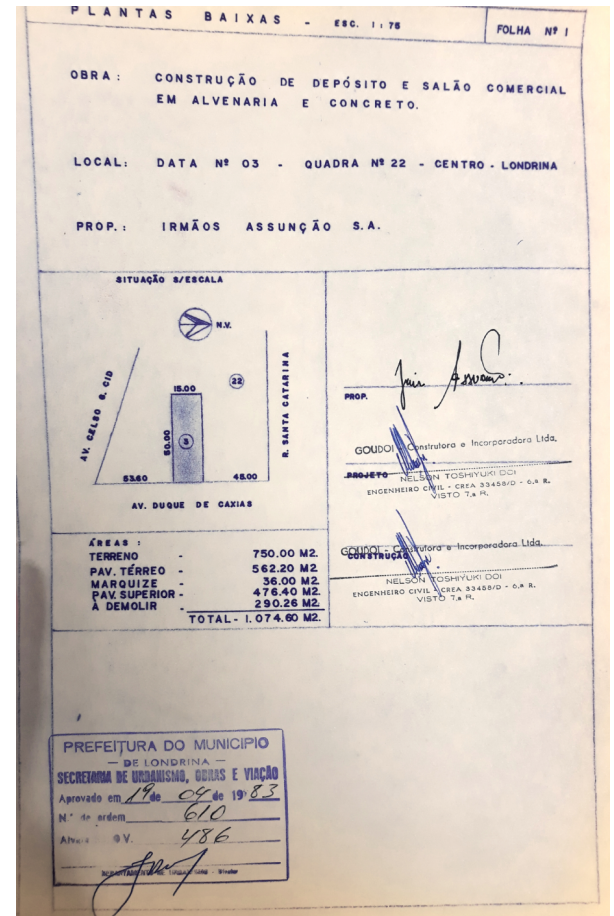 PLANTAS BAIXAS - ESC. 1:75
FOLHA Nº 1
OBRA: CONSTRUÇÃO DE DEPÓSITO E SALÃO COMERCIAL
EM ALVENARIA E CONCRETO.
LOCAL: DATA Nº 03 - QUADRA Nº 22 - CENTRO - LONDRINA
PROP.: IRMÃOS ASSUNÇÃO S.A.
SITUAÇÃO S/ESCALA
N.V.
AV. CELSO G. CID
15.00
22
R. SANTA CATARINA
50.00
3
53.60
45.00
AV. DUQUE DE CAXIAS
PROP.
GOUDOI - Construtora e Incorporadora Ltda.
PROJETO NELSON TOSHIYUKI DOI
ENGENHEIRO CIVIL - CREA 33458/D - 6.ª R.
VISTO 7.ª R.
GOUDOI - Construtora e Incorporadora Ltda.
CONSTRUÇÃO
NELSON TOSHIYUKI DOI
ENGENHEIRO CIVIL - CREA 33458/D - 6.ª R.
VISTO 7.ª R.
ÁREAS:
TERRENO - 750.00 M2.
PAV. TÉRREO - 562.20 M2
MARQUIZE - 36.00 M2.
PAV. SUPERIOR - 476.40 M2
À DEMOLIR - 290.26 M2
TOTAL - 1.074.60 M2.
PREFEITURA DO MUNICIPIO
— DE LONDRINA —
SECRETARIA DE URBANISMO, OBRAS E VIAÇÃO
Aprovado em 19 de 04 de 1983
N.º de ordem 610
Alvará 486
DEPARTAMENTO DE URBANISMO